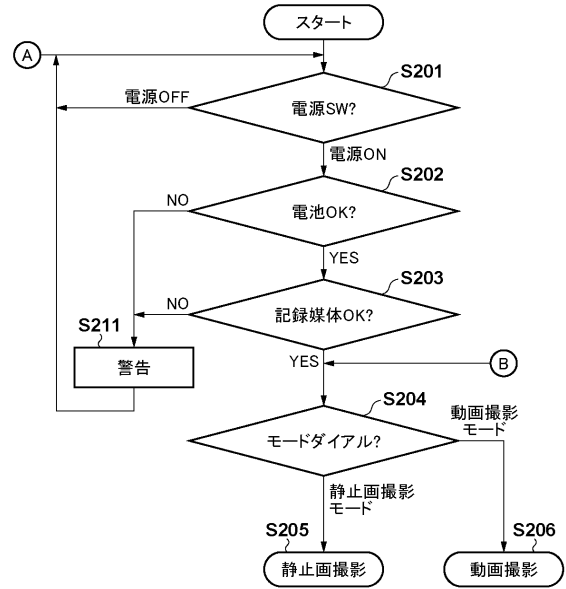 スタート
A
S201
電源OFF
電源SW?
電源ON
S202
NO
電池OK?
YES
S203
NO
記録媒体OK?
S211
警告
YES
B
S204
動画撮影
モード
モードダイアル?
静止画撮影
モード
S205
静止画撮影
S206
動画撮影